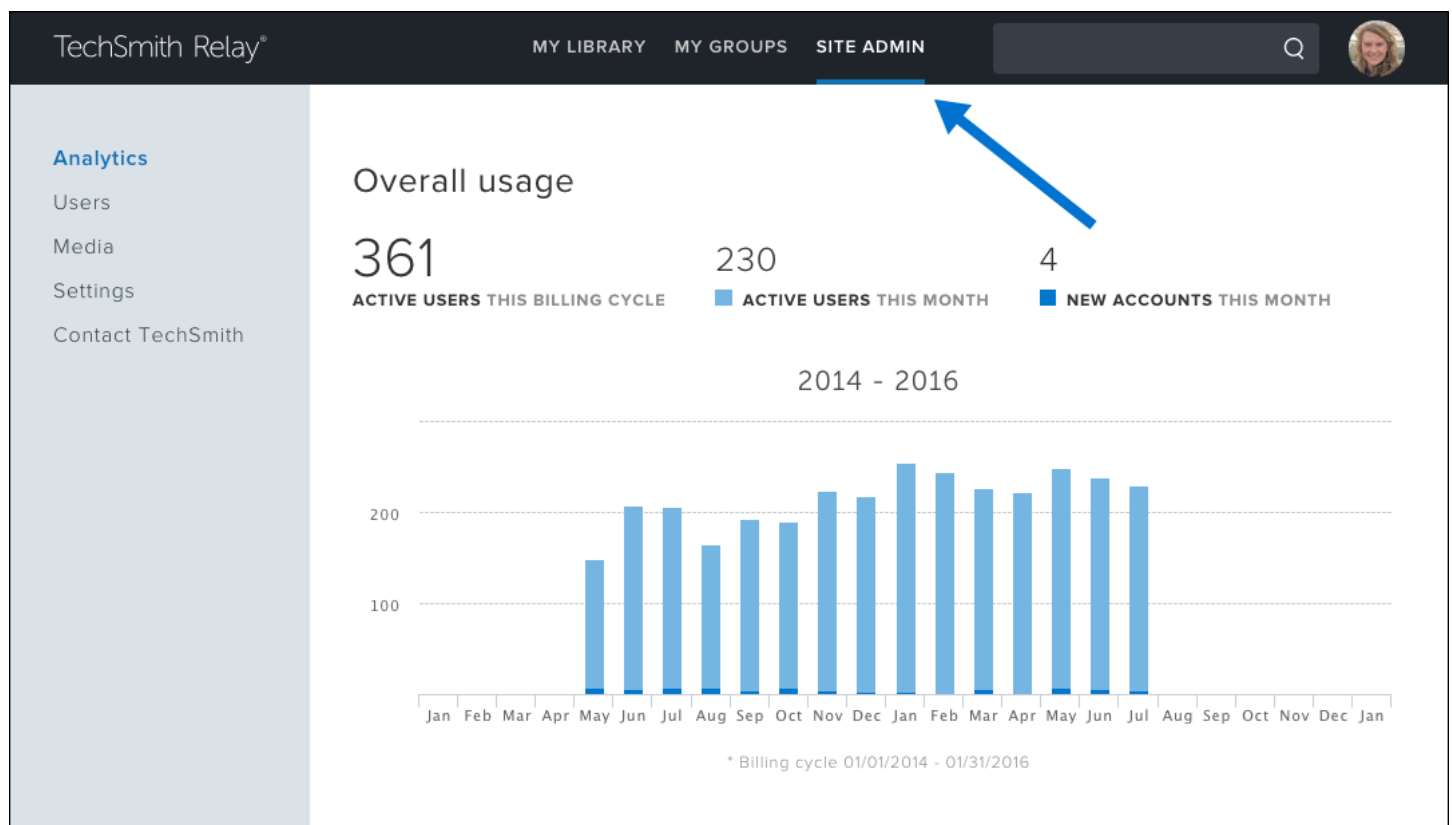 TechSmith Relay®
MY LIBRARY MY GROUPS SITE ADMIN
Analytics
Users
Media
Settings
Contact TechSmith
Overall usage
361
ACTIVE USERS THIS BILLING CYCLE
230
ACTIVE USERS THIS MONTH
4
NEW ACCOUNTS THIS MONTH
2014 - 2016
200
100
Jan Feb Mar Apr May Jun Jul Aug Sep Oct Nov Dec Jan Feb Mar Apr May Jun Jul Aug Sep Oct Nov Dec Jan
* Billing cycle 01/01/2014 - 01/31/2016